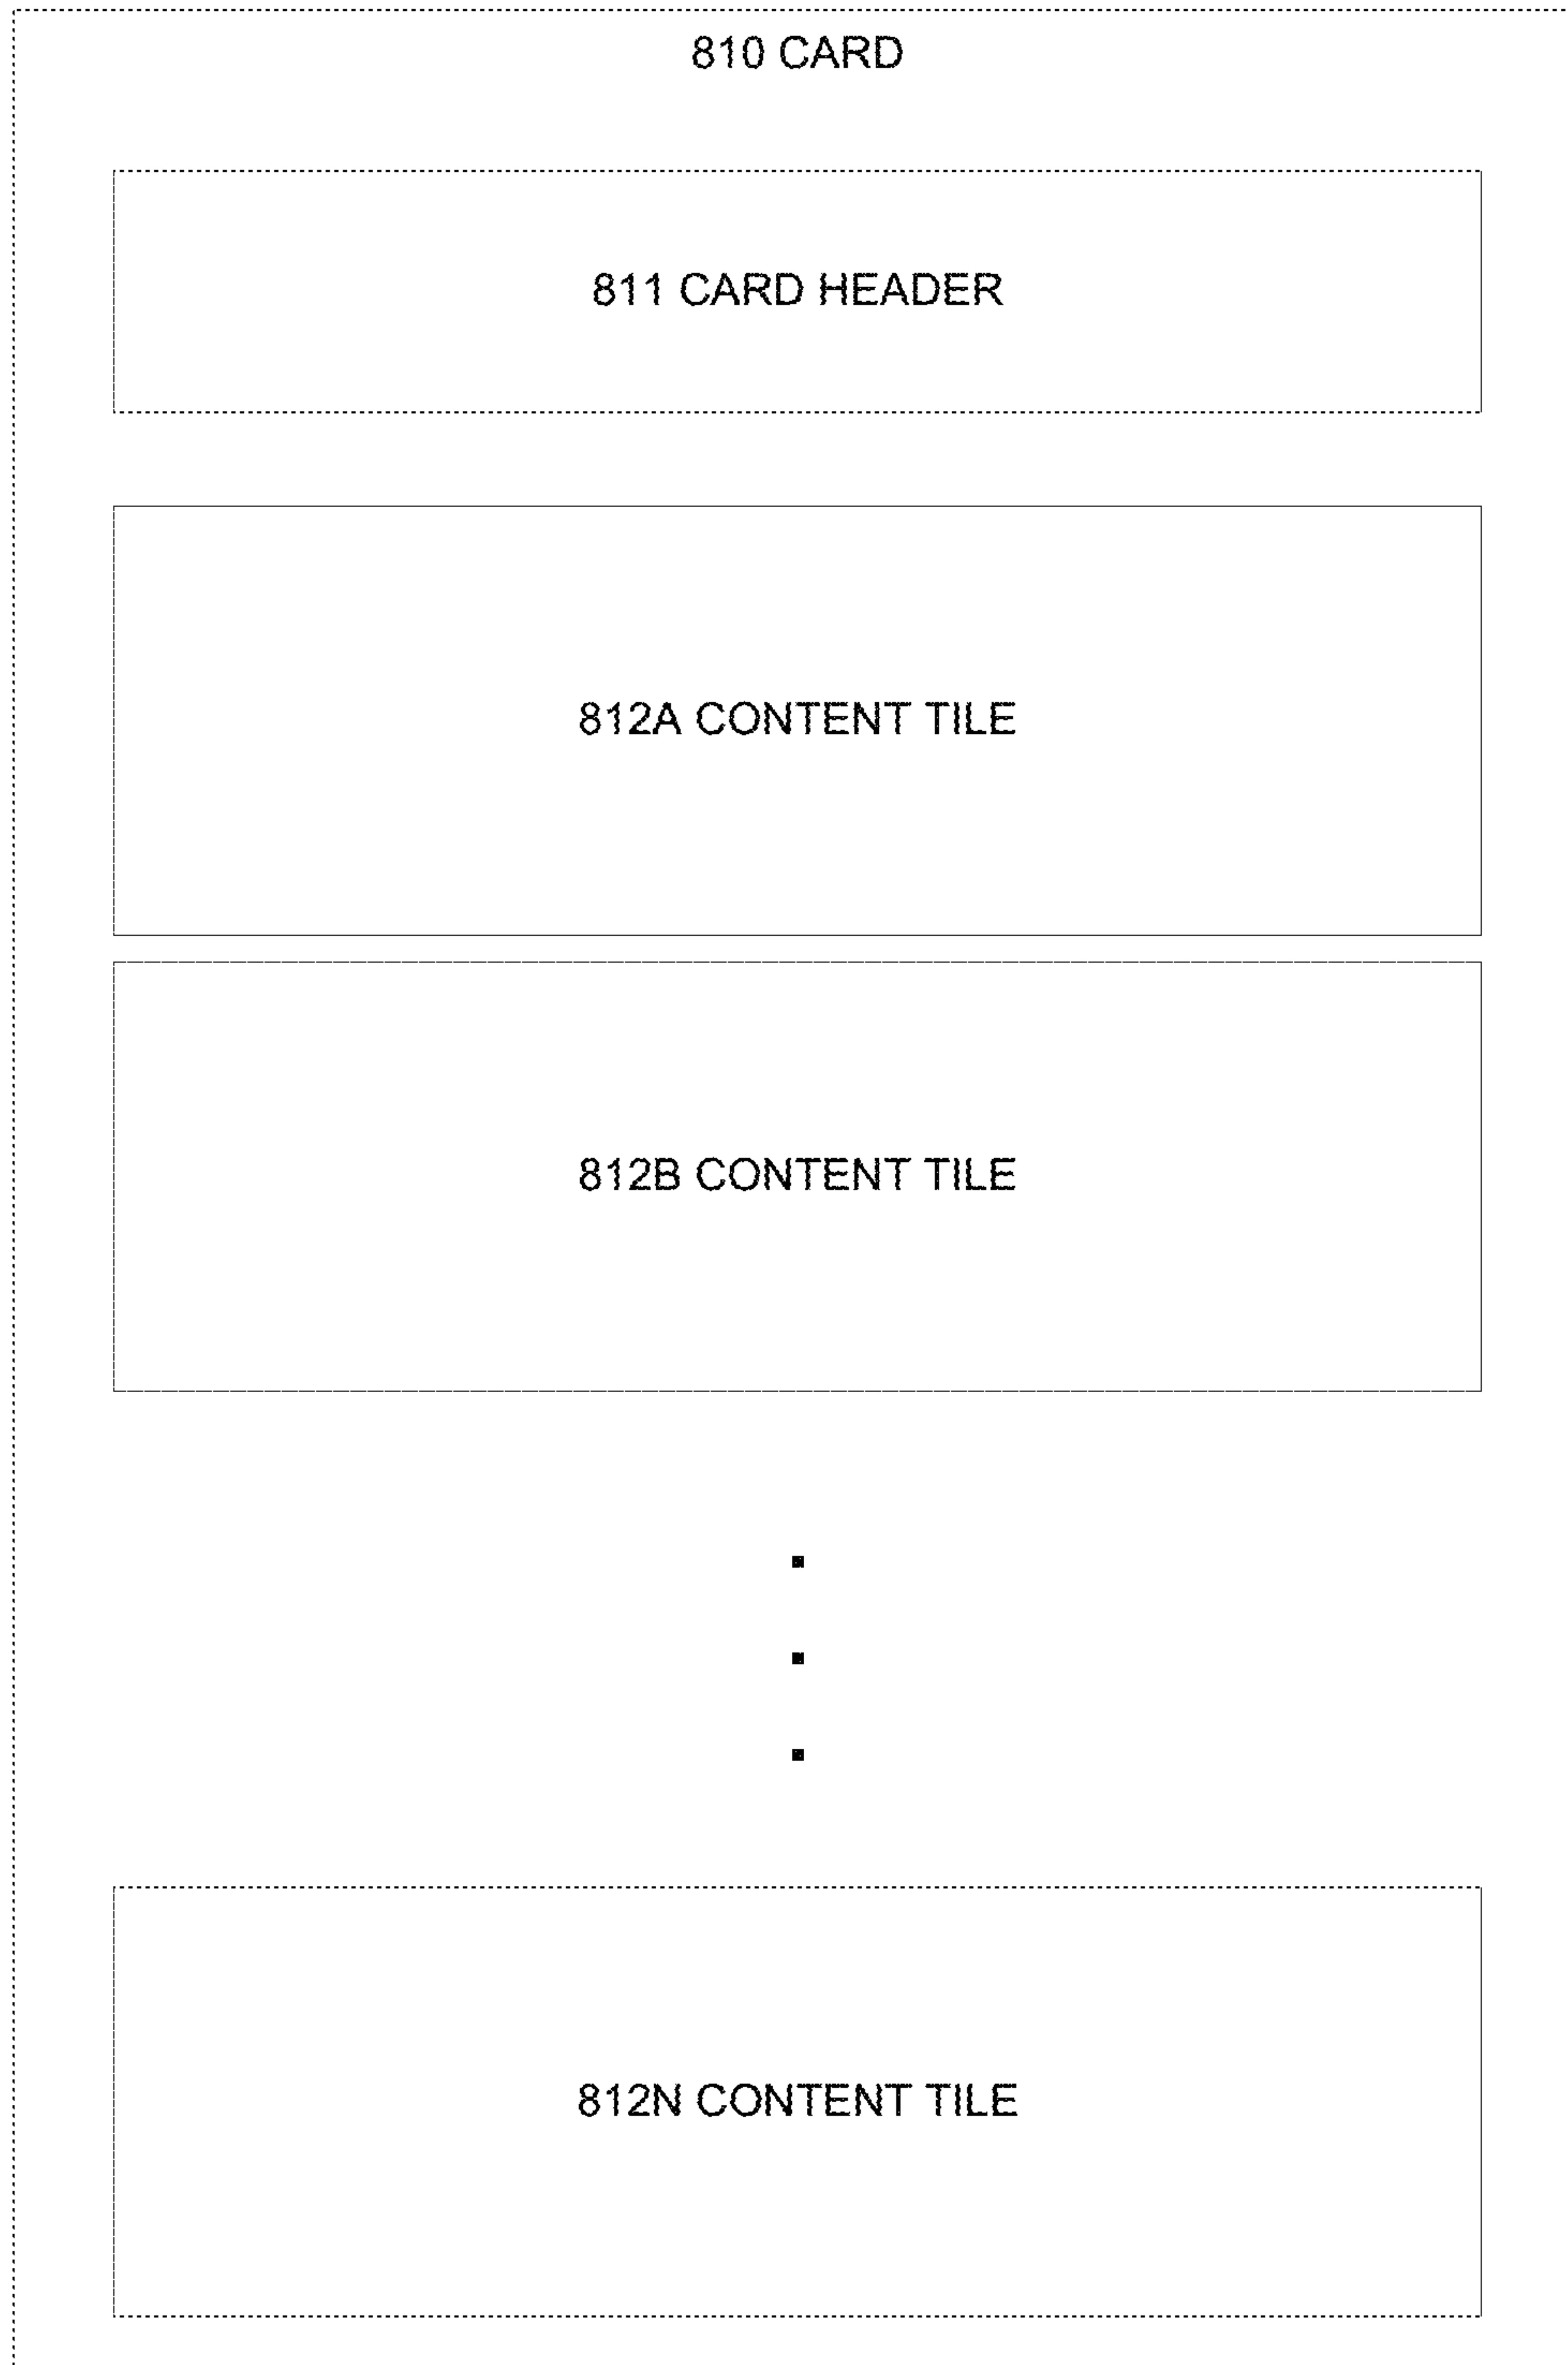 810 CARD
811 CARD HEADER
812A CONTENT TILE
812B CONTENT TILE
812N CONTENT TILE